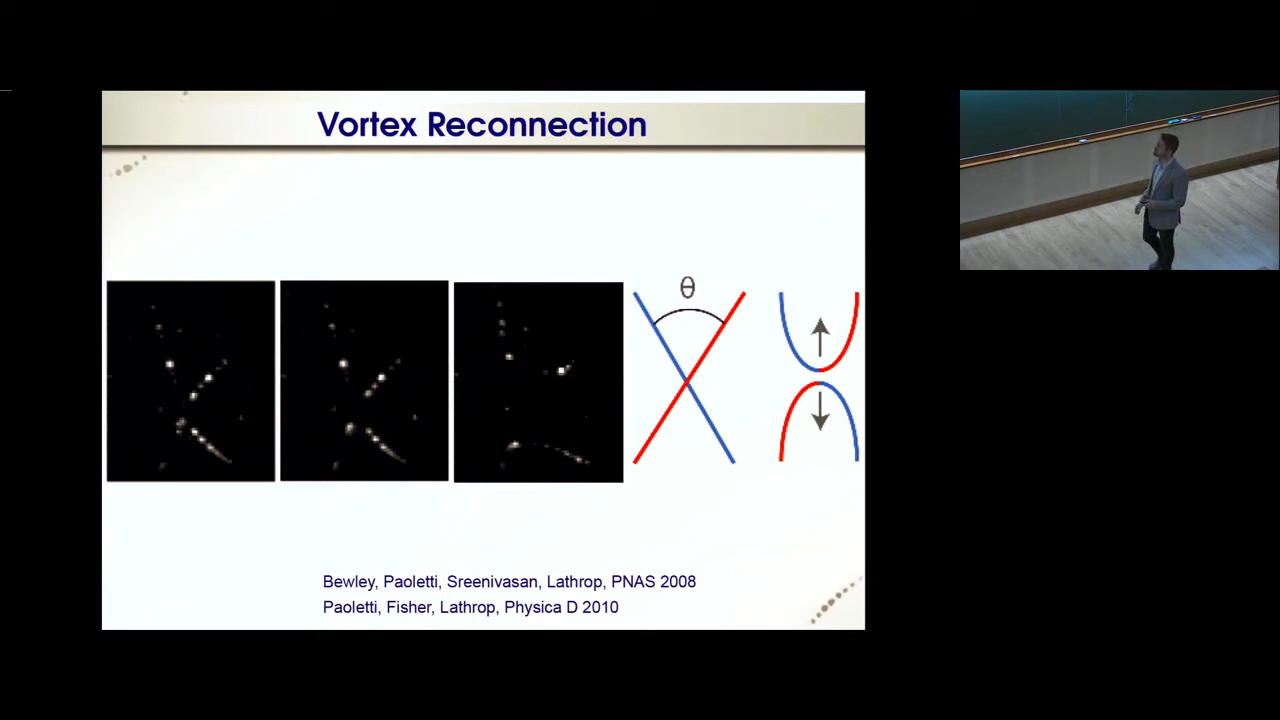 Vortex Reconnection
θ
Bewley, Paoletti, Sreenivasan, Lathrop, PNAS 2008
Paoletti, Fisher, Lathrop, Physica D 2010